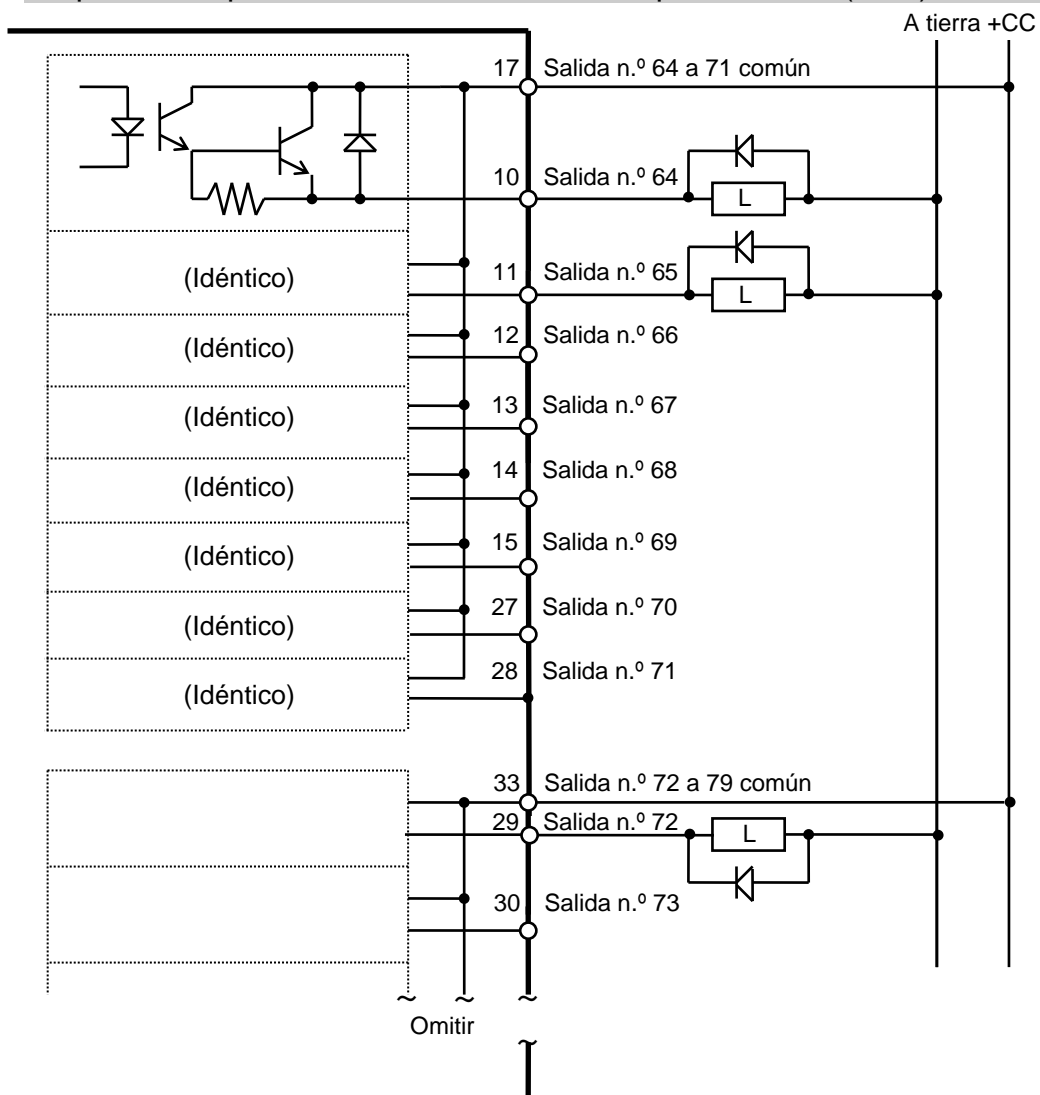 A tierra +CC
17 Salida n.º 64 a 71 común
10 Salida n.º 64
L
(Idéntico) 11 Salida n.º 65
L
(Idéntico) 12 Salida n.º 66
(Idéntico) 13 Salida n.º 67
(Idéntico) 14 Salida n.º 68
(Idéntico) 15 Salida n.º 69
(Idéntico) 27 Salida n.º 70
(Idéntico) 28 Salida n.º 71
33 Salida n.º 72 a 79 común
29 Salida n.º 72
L
30 Salida n.º 73
~ ~ ~
Omitir
~